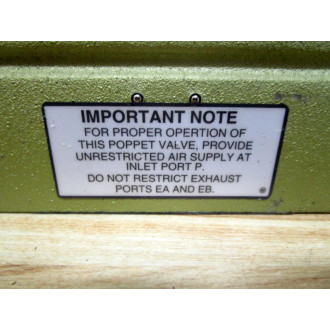 IMPORTANT NOTE
FOR PROPER OPERTION OF
THIS POPPET VALVE, PROVIDE
UNRESTRICTED AIR SUPPLY AT
INLET PORT P.
DO NOT RESTRICT EXHAUST
PORTS EA AND EB.